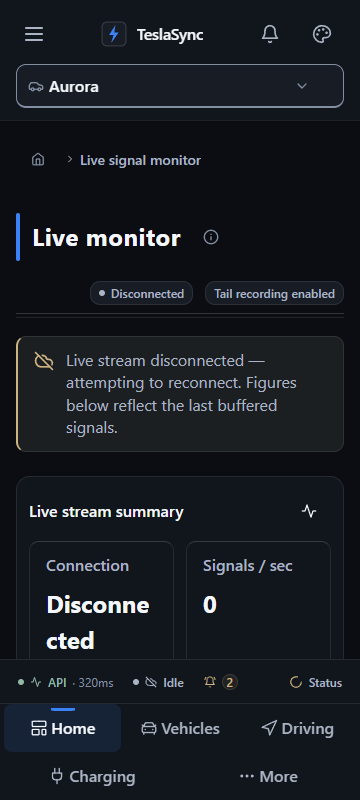 TeslaSync
Aurora
Live signal monitor
Live monitor
Disconnected
Tail recording enabled
Live stream disconnected —
attempting to reconnect. Figures
below reflect the last buffered
signals.
Live stream summary
Connection
Disconne
cted
Signals / sec
0
API · 320ms
Idle
2
Status
Home
Vehicles
Driving
Charging
More